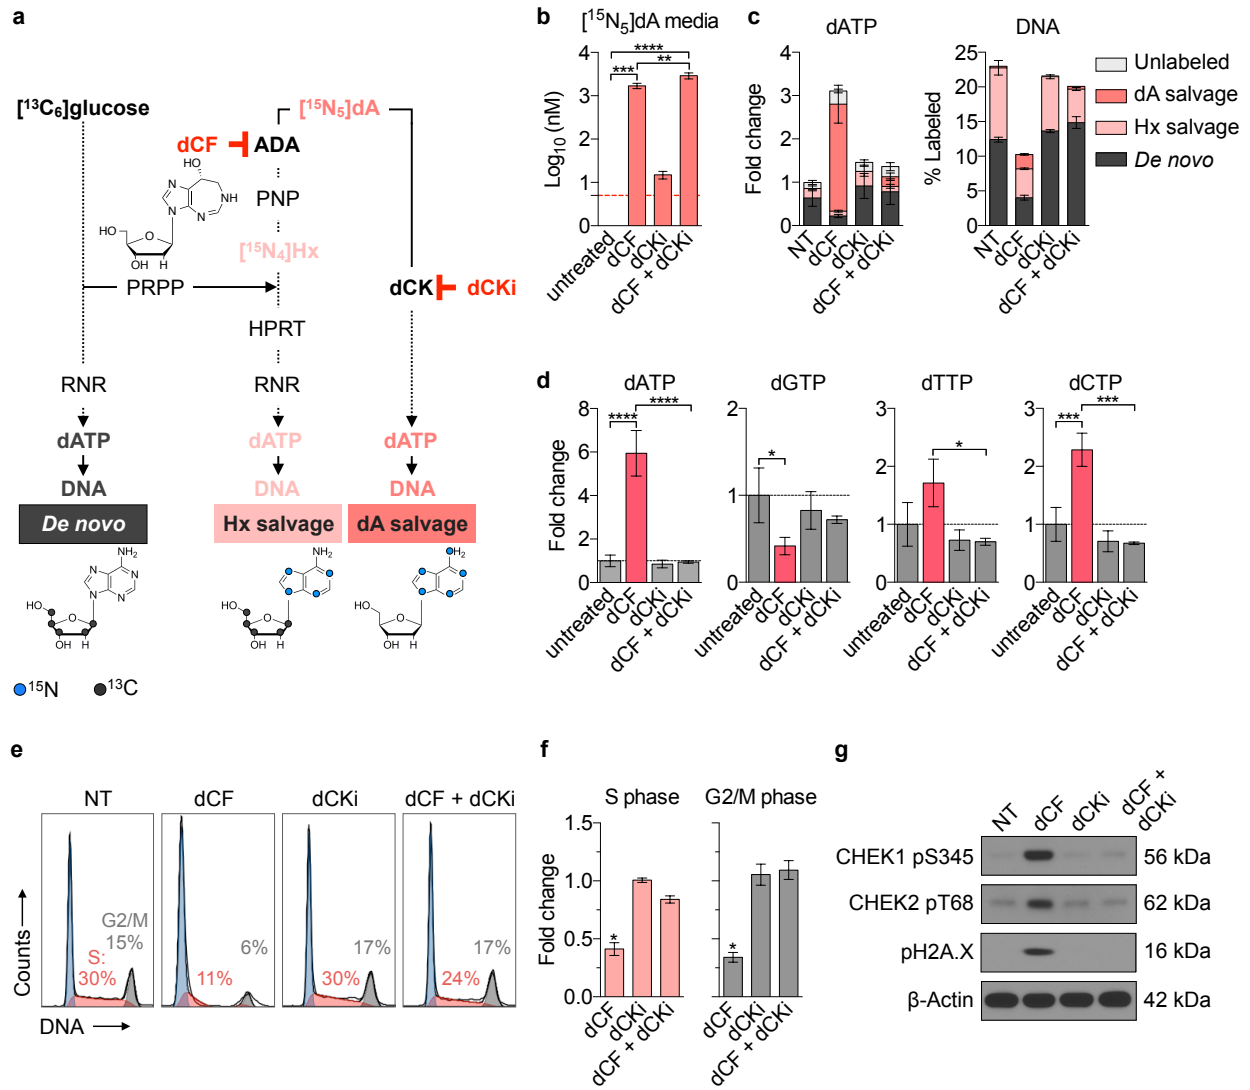 a
[¹³C₆]glucose
[¹⁵N₅]dA
dCF
ADA
HO
N
N
N
N
NH
HO
O
OH
H
PNP
[¹⁵N₄]Hx
PRPP
dCK
dCKi
HPRT
RNR
RNR
dATP
dATP
dATP
DNA
DNA
DNA
De novo
Hx salvage
dA salvage
NH₂
NH₂
NH₂
N
N
N
N
HO
O
OH
H
HO
O
OH
H
HO
O
OH
H
¹⁵N
¹³C
b
[¹⁵N₅]dA media
****
***
**
Log₁₀ (nM)
4
3
2
1
0
untreated
dCF
dCKi
dCF + dCKi
c
dATP
Fold change
4
3
2
1
0
NT
dCF
dCKi
dCF + dCKi
DNA
% Labeled
25
20
15
10
5
0
NT
dCF
dCKi
dCF + dCKi
Unlabeled
dA salvage
Hx salvage
De novo
d
dATP
Fold change
8
6
4
2
0
****
****
untreated
dCF
dCKi
dCF + dCKi
dGTP
2
1
0
*
untreated
dCF
dCKi
dCF + dCKi
dTTP
3
2
1
0
*
untreated
dCF
dCKi
dCF + dCKi
dCTP
3
2
1
0
***
***
untreated
dCF
dCKi
dCF + dCKi
e
NT
dCF
dCKi
dCF + dCKi
Counts
G2/M
15%
S:
30%
6%
11%
17%
30%
17%
24%
DNA
f
S phase
G2/M phase
Fold change
1.5
1.0
0.5
0.0
*
*
dCF
dCKi
dCF + dCKi
dCF
dCKi
dCF + dCKi
g
NT
dCF
dCKi
dCF +
dCKi
CHEK1 pS345
56 kDa
CHEK2 pT68
62 kDa
pH2A.X
16 kDa
β-Actin
42 kDa